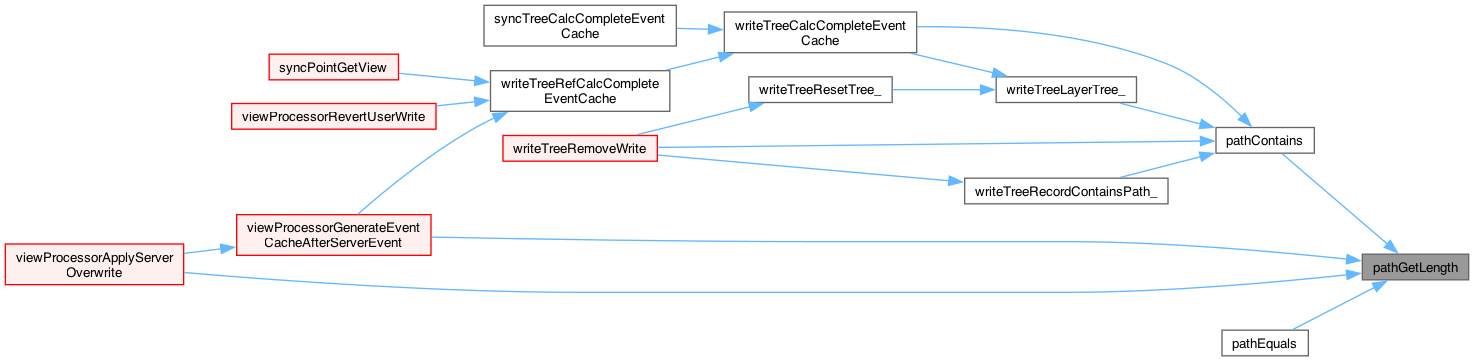 syncTreeCalcCompleteEvent
Cache
writeTreeCalcCompleteEvent
Cache
syncPointGetView
writeTreeRefCalcComplete
EventCache
writeTreeResetTree_
writeTreeLayerTree_
viewProcessorRevertUserWrite
writeTreeRemoveWrite
pathContains
writeTreeRecordContainsPath_
viewProcessorGenerateEvent
CacheAfterServerEvent
viewProcessorApplyServer
Overwrite
pathGetLength
pathEquals